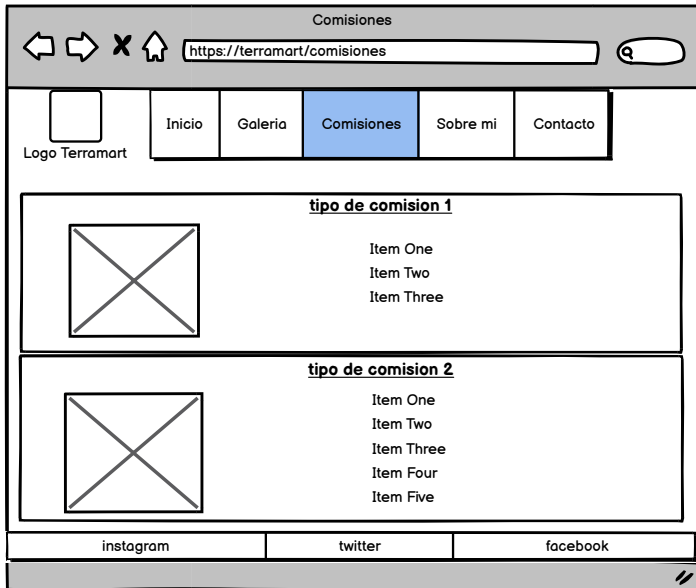 Comisiones
https://terramart/comisiones
Logo Terramart
Inicio
Galeria
Comisiones
Sobre mi
Contacto
tipo de comision 1
Item One
Item Two
Item Three
tipo de comision 2
Item One
Item Two
Item Three
Item Four
Item Five
instagram
twitter
facebook